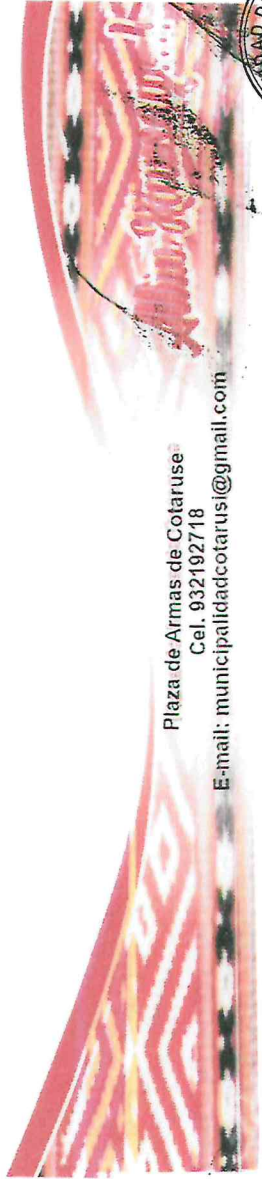 Plaza de Armas de Cotaruse
Cel. 932192718
E-mail: municipalidadcotarusi@gmail.com